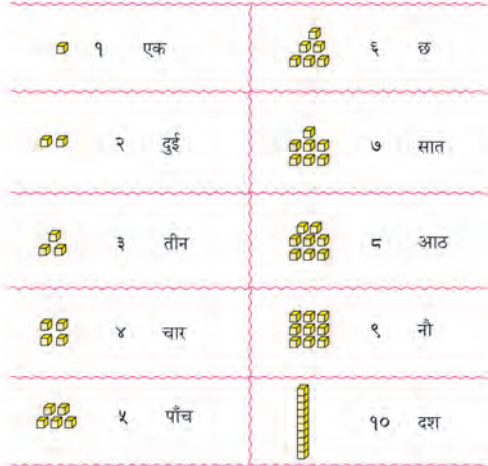 १ एक
२ दुई
३ तीन
४ चार
५ पाँच
६ छ
७ सात
८ आठ
९ नौ
१० दश